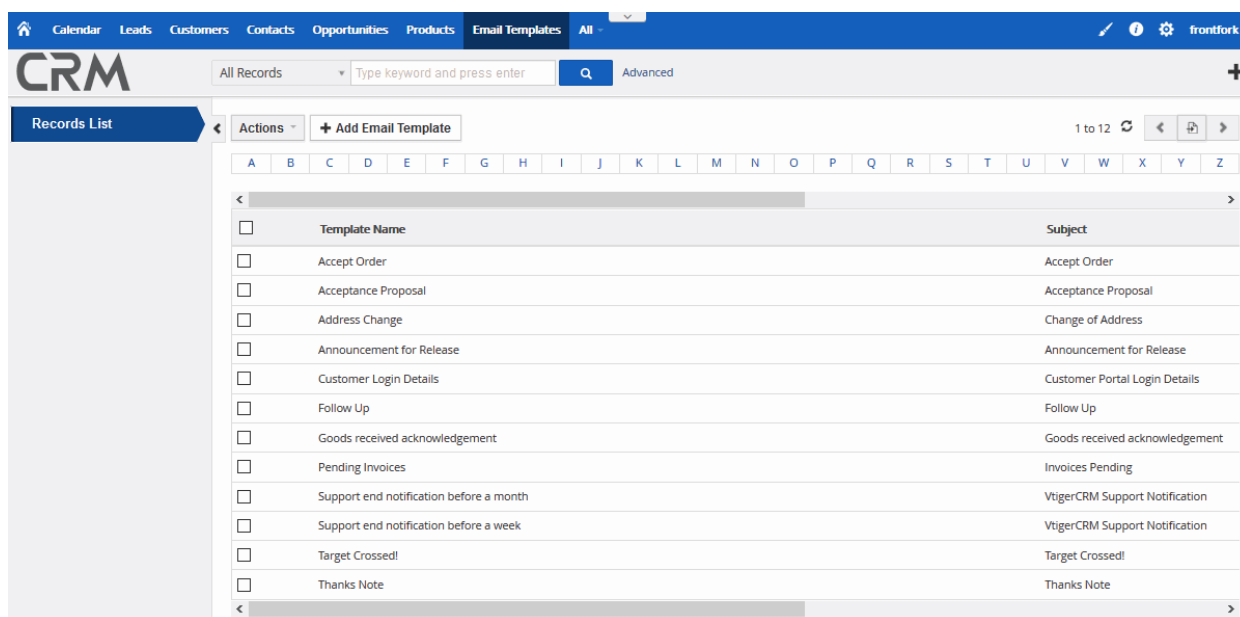 Calendar Leads Customers Contacts Opportunities Products Email Templates All frontfork
CRM All Records Type keyword and press enter Advanced
Records List Actions Add Email Template 1 to 12
A B C D E F G H I J K L M N O P Q R S T U V W X Y Z
Template Name Subject
Accept Order Accept Order
Acceptance Proposal Acceptance Proposal
Address Change Change of Address
Announcement for Release Announcement for Release
Customer Login Details Customer Portal Login Details
Follow Up Follow Up
Goods received acknowledgement Goods received acknowledgement
Pending Invoices Invoices Pending
Support end notification before a month VtigerCRM Support Notification
Support end notification before a week VtigerCRM Support Notification
Target Crossed! Target Crossed!
Thanks Note Thanks Note